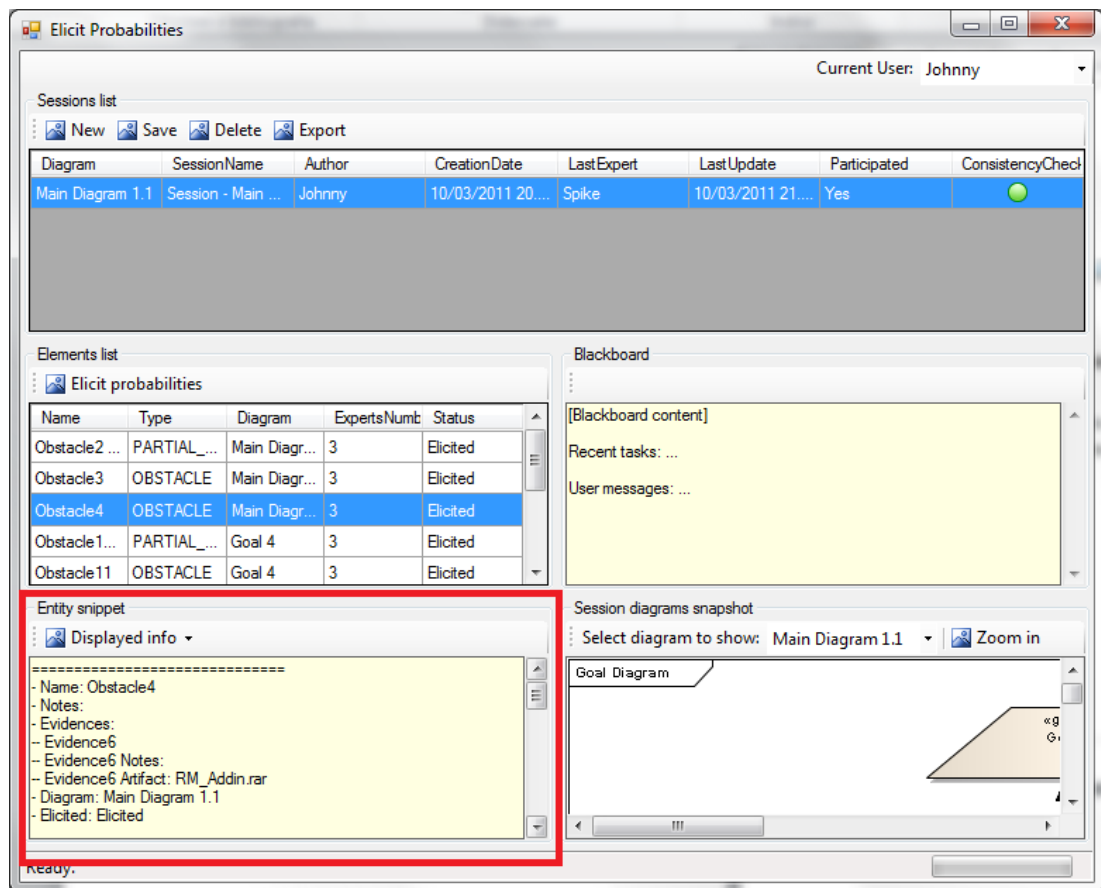 Elicit Probabilities
Current User: Johnny
Sessions list
New Save Delete Export
Diagram SessionName Author CreationDate LastExpert LastUpdate Participated ConsistencyCheck
Main Diagram 1.1 Session - Main ... Johnny 10/03/2011 20.... Spike 10/03/2011 21.... Yes
Elements list
Elicit probabilities
Name Type Diagram ExpertsNumb Status
Obstacle2 ... PARTIAL_... Main Diagr... 3 Elicited
Obstacle3 OBSTACLE Main Diagr... 3 Elicited
Obstacle4 OBSTACLE Main Diagr... 3 Elicited
Obstacle1... PARTIAL_... Goal 4 3 Elicited
Obstacle11 OBSTACLE Goal 4 3 Elicited
Blackboard
[Blackboard content]
Recent tasks: ...
User messages: ...
Entity snippet
Displayed info
==============================
- Name: Obstacle4
- Notes:
- Evidences:
-- Evidence6
-- Evidence6 Notes:
-- Evidence6 Artifact: RM_Addin.rar
- Diagram: Main Diagram 1.1
- Elicited: Elicited
Session diagrams snapshot
Select diagram to show: Main Diagram 1.1 Zoom in
Goal Diagram
«g
Ready.